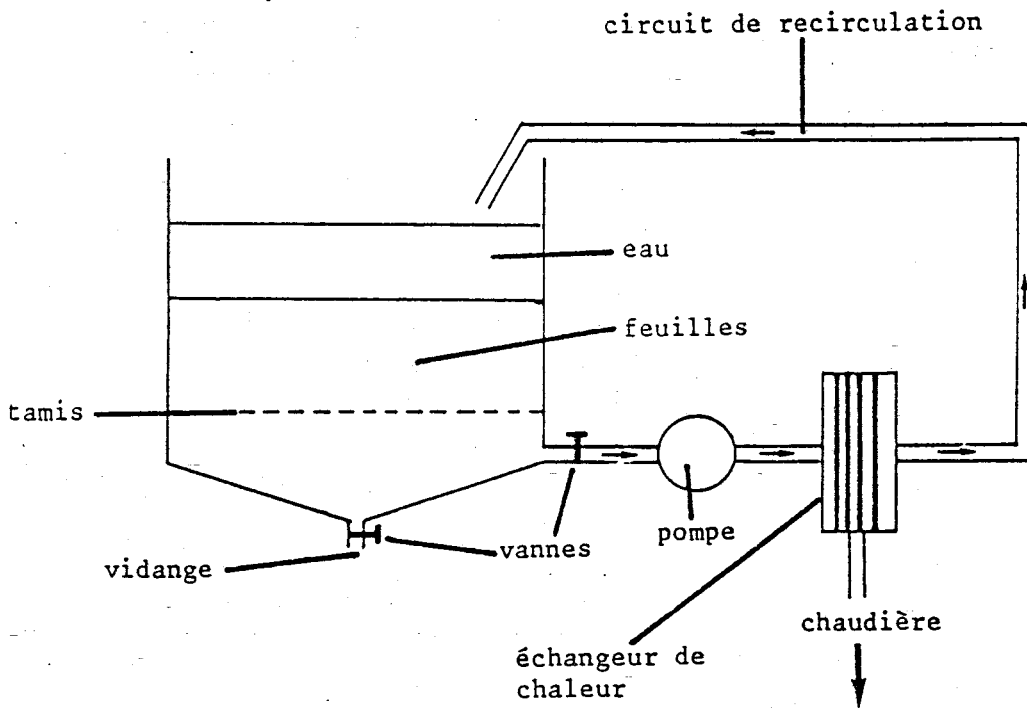 circuit de recirculation
eau
feuilles
tamis
pompe
vannes
vidange
chaudière
échangeur de
chaleur